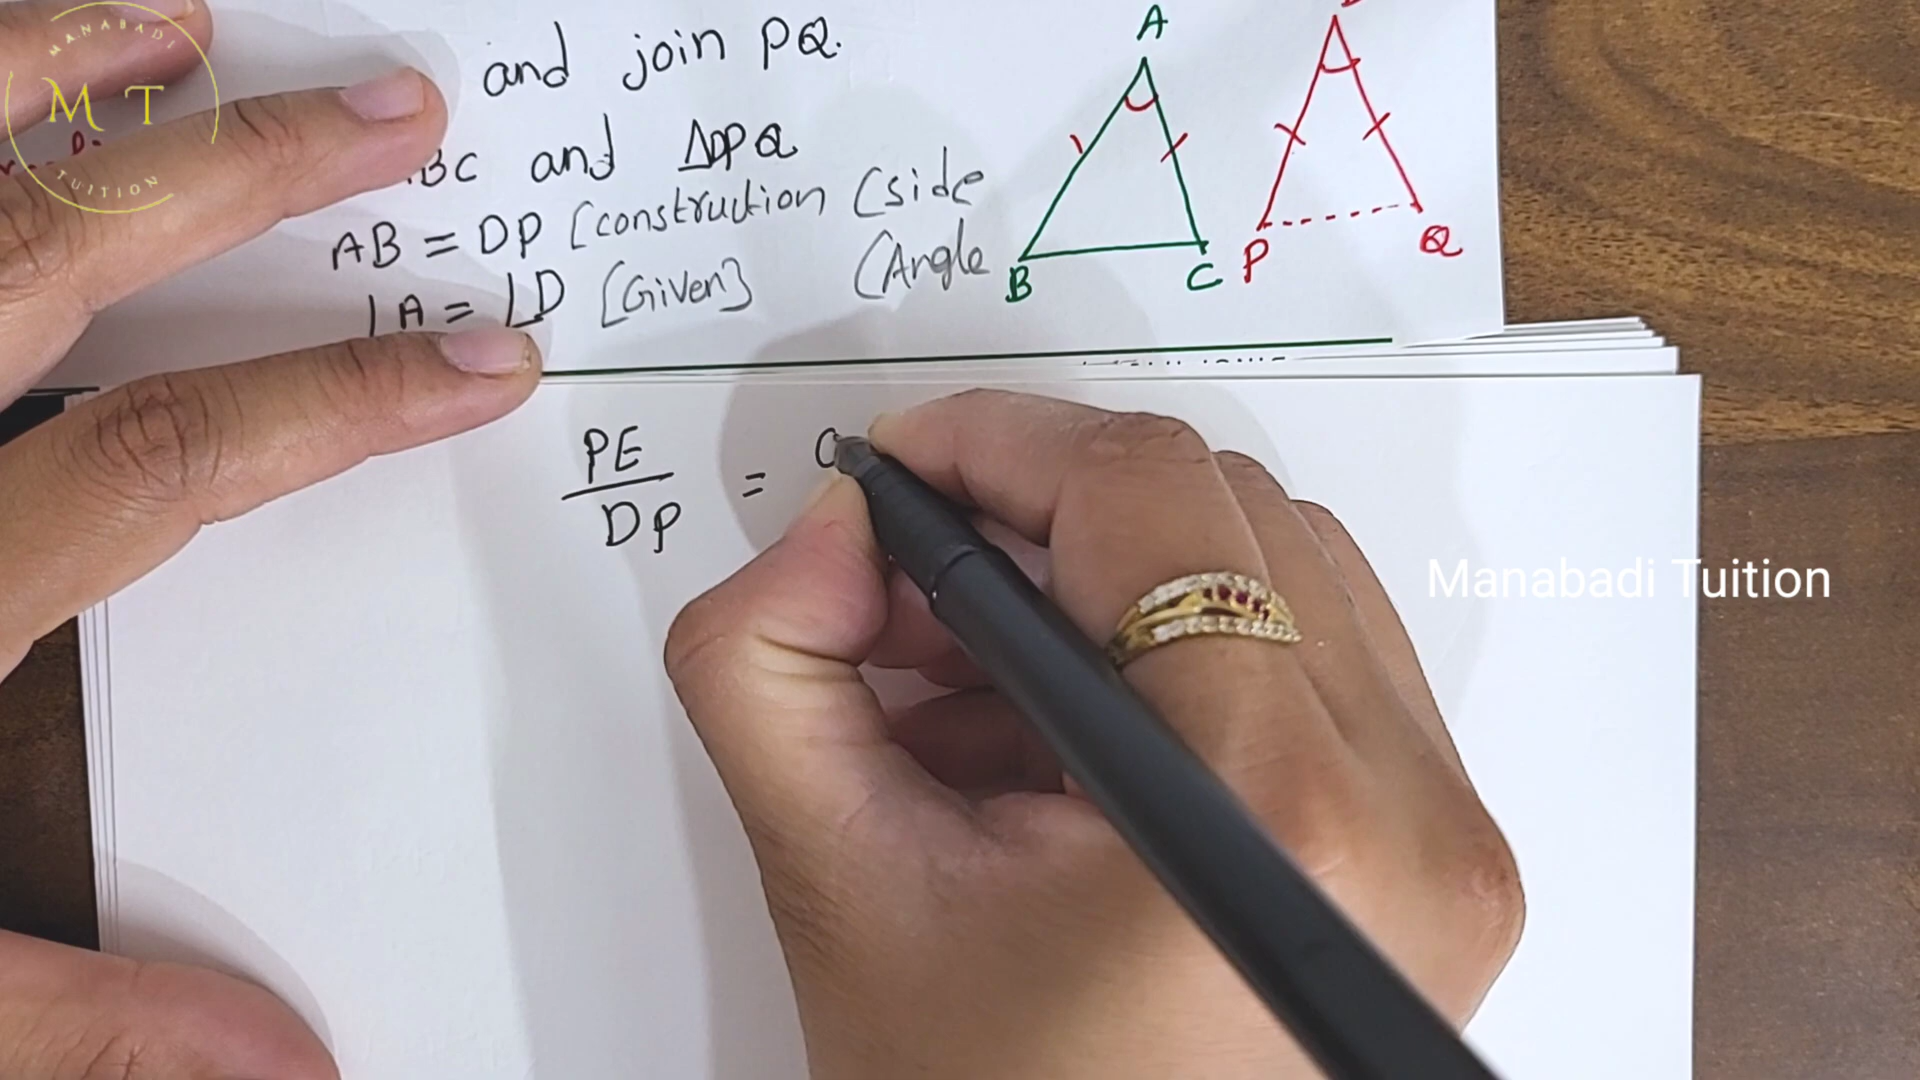 MANABADI
M T
TUITION
and join PQ.
BC and ΔDPQ
AB = DP [construction (side
∠A = ∠D [Given] (Angle
A
B
C
P
Q
PE/DP =
Manabadi Tuition